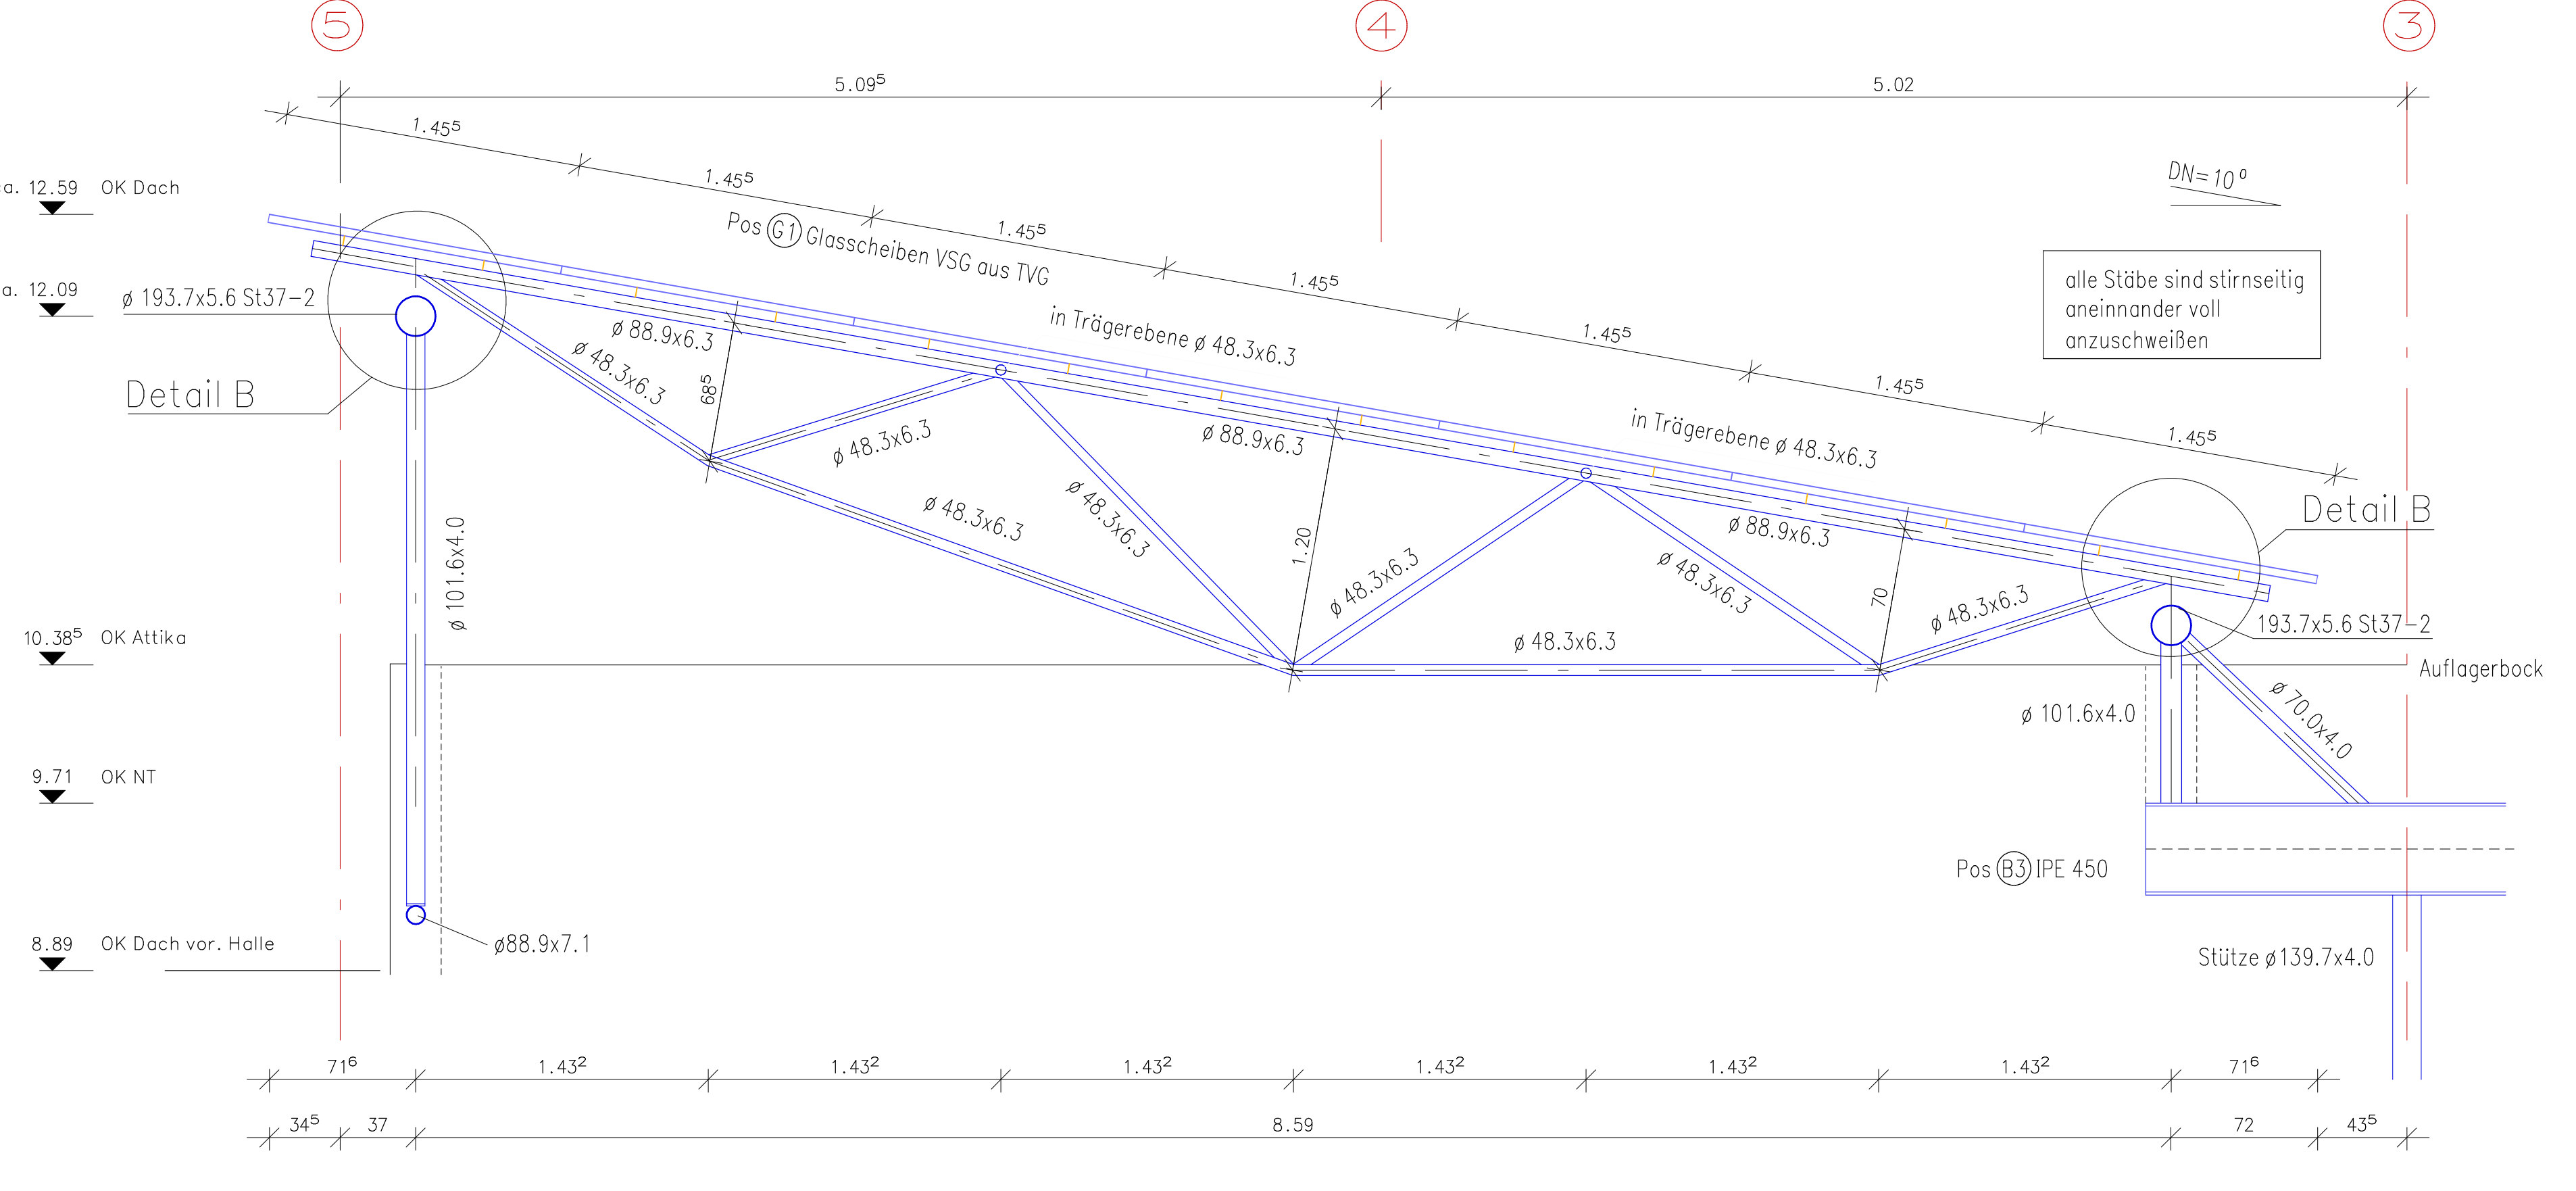 5
4
3
5.09⁵
5.02
1.45⁵
1.45⁵
1.45⁵
1.45⁵
1.45⁵
1.45⁵
1.45⁵
DN=10°
a. 12.59 OK Dach
a. 12.09
ø 193.7x5.6 St37-2
Detail B
Pos G1 Glasscheiben VSG aus TVG
in Trägerebene ø 48.3x6.3
in Trägerebene ø 48.3x6.3
alle Stäbe sind stirnseitig
aneinnander voll
anzuschweißen
ø 88.9x6.3
ø 48.3x6.3
68⁵
ø 48.3x6.3
ø 88.9x6.3
ø 48.3x6.3
ø 48.3x6.3
1.20
ø 48.3x6.3
ø 88.9x6.3
ø 48.3x6.3
70
ø 48.3x6.3
ø 48.3x6.3
Detail B
193.7x5.6 St37-2
Auflagerbock
ø 101.6x4.0
10.38⁵ OK Attika
ø 101.6x4.0
ø 70.0x4.0
9.71 OK NT
Pos B3 IPE 450
8.89 OK Dach vor. Halle
ø88.9x7.1
Stütze ø139.7x4.0
71⁶
1.43²
1.43²
1.43²
1.43²
1.43²
1.43²
71⁶
34⁵
37
8.59
72
43⁵